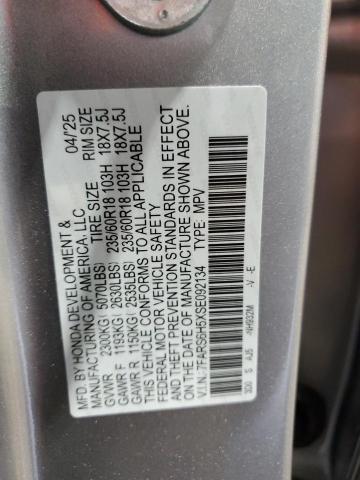 MFD. BY HONDA DEVELOPMENT &
MANUFACTURING OF AMERICA, LLC. 04/25
TIRE SIZE RIM SIZE
GVWR 2300KG( 5070LBS)
GAWR F 1193KG( 2630LBS) 235/60R18 103H 18X7.5J
GAWR R 1150KG( 2535LBS) 235/60R18 103H 18X7.5J
THIS VEHICLE CONFORMS TO ALL APPLICABLE
FEDERAL MOTOR VEHICLE SAFETY
AND THEFT PREVENTION STANDARDS IN EFFECT
ON THE DATE OF MANUFACTURE SHOWN ABOVE.
V.I.N.:7FARS6H5XSE092134 TYPE: MPV
3D0 S AJ5 -NH932M -V -E